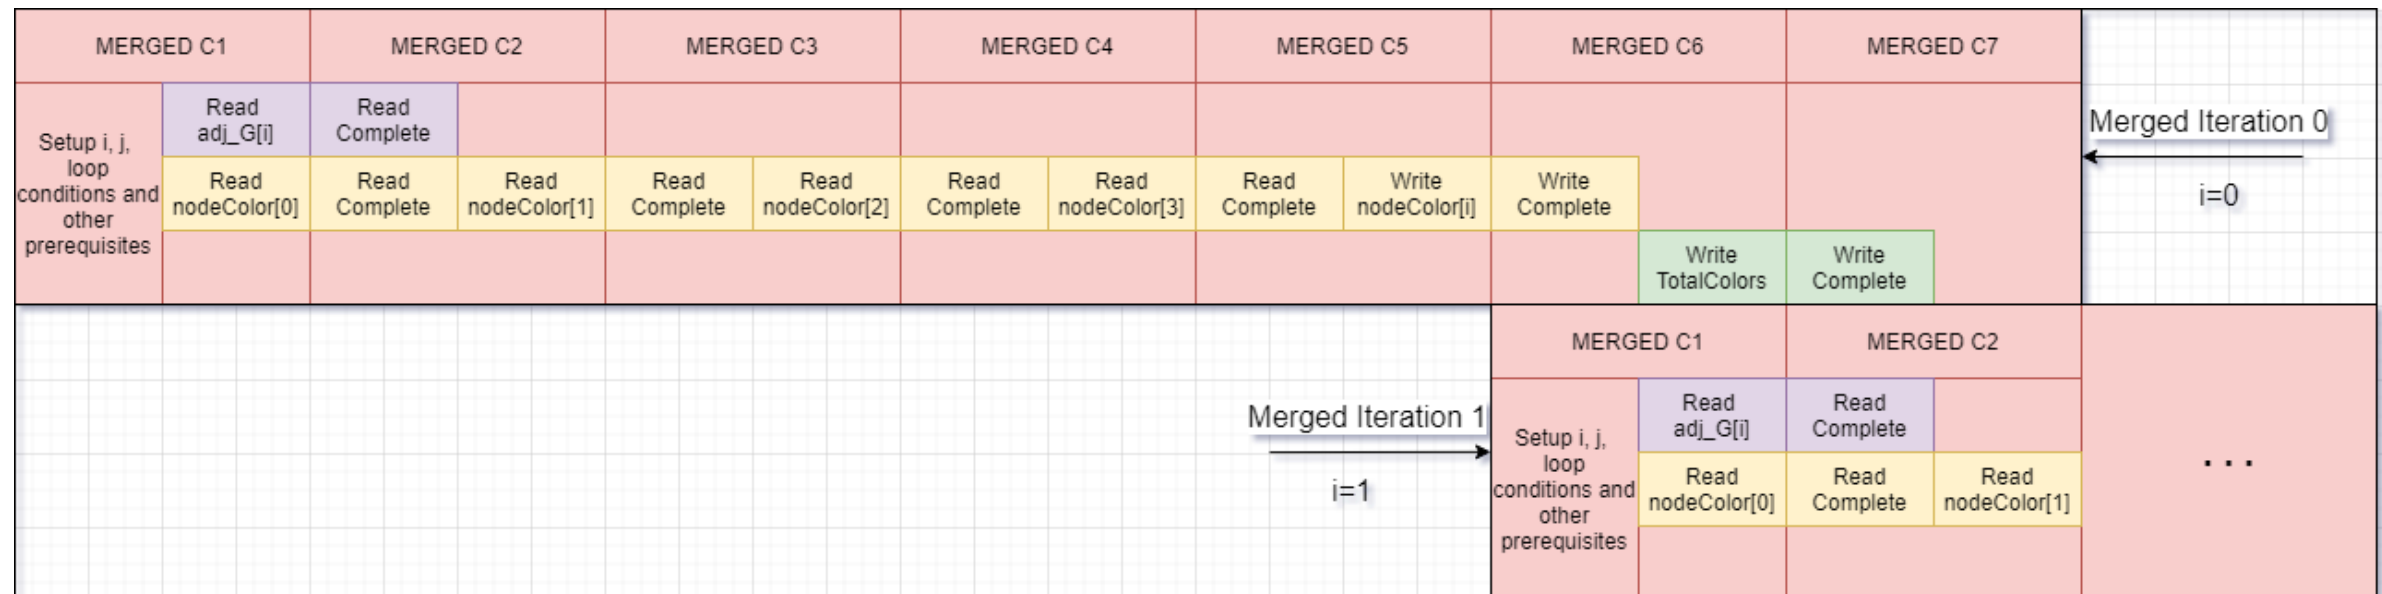 MERGED C1
MERGED C2
MERGED C3
MERGED C4
MERGED C5
MERGED C6
MERGED C7
Setup i, j,
loop
conditions and
other
prerequisites
Read
adj_G[i]
Read
Complete
Read
nodeColor[0]
Read
Complete
Read
nodeColor[1]
Read
Complete
Read
nodeColor[2]
Read
Complete
Read
nodeColor[3]
Read
Complete
Write
nodeColor[i]
Write
Complete
Write
TotalColors
Write
Complete
Merged Iteration 0
i=0
Merged Iteration 1
i=1
MERGED C1
MERGED C2
Setup i, j,
loop
conditions and
other
prerequisites
Read
adj_G[i]
Read
Complete
Read
nodeColor[0]
Read
Complete
Read
nodeColor[1]
...